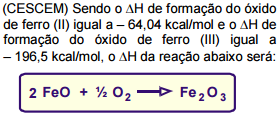 (CESCEM) Sendo o ΔH de formação do óxido
de ferro (II) igual a – 64,04 kcal/mol e o ΔH de
formação do óxido de ferro (III) igual a
– 196,5 kcal/mol, o ΔH da reação abaixo será:
2 FeO + ½ O₂ → Fe₂O₃